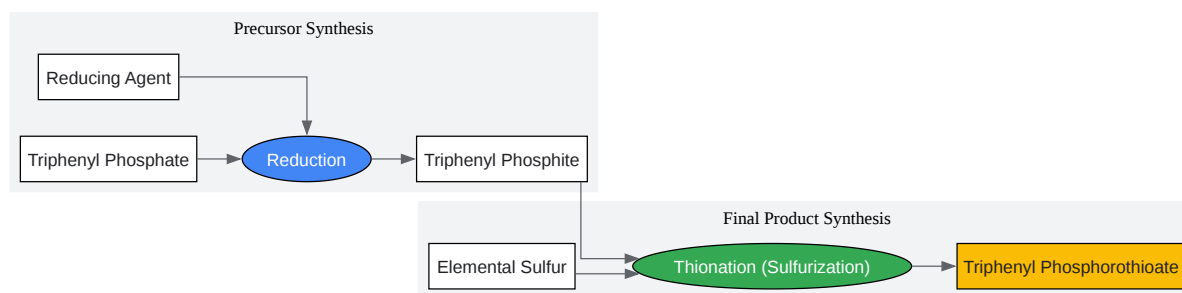 Precursor Synthesis
Reducing Agent
Triphenyl Phosphate
Reduction
Triphenyl Phosphite
Final Product Synthesis
Elemental Sulfur
Thionation (Sulfurization)
Triphenyl Phosphorothioate